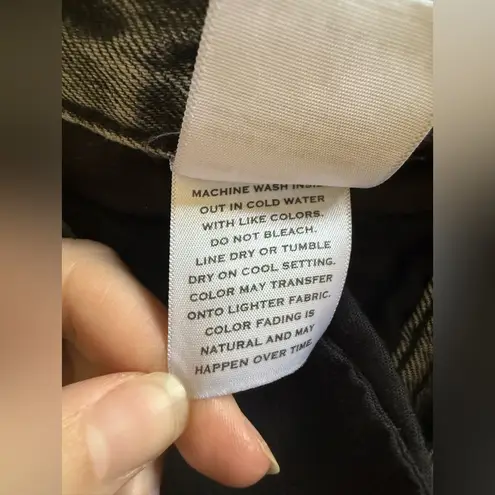 MACHINE WASH
OUT IN COLD WATER
WITH LIKE COLORS.
DO NOT BLEACH.
LINE DRY OR TUMBLE
DRY ON COOL SETTING.
COLOR MAY TRANSFER
ONTO LIGHTER FABRIC.
COLOR FADING IS
NATURAL AND MAY
HAPPEN OVER TIME